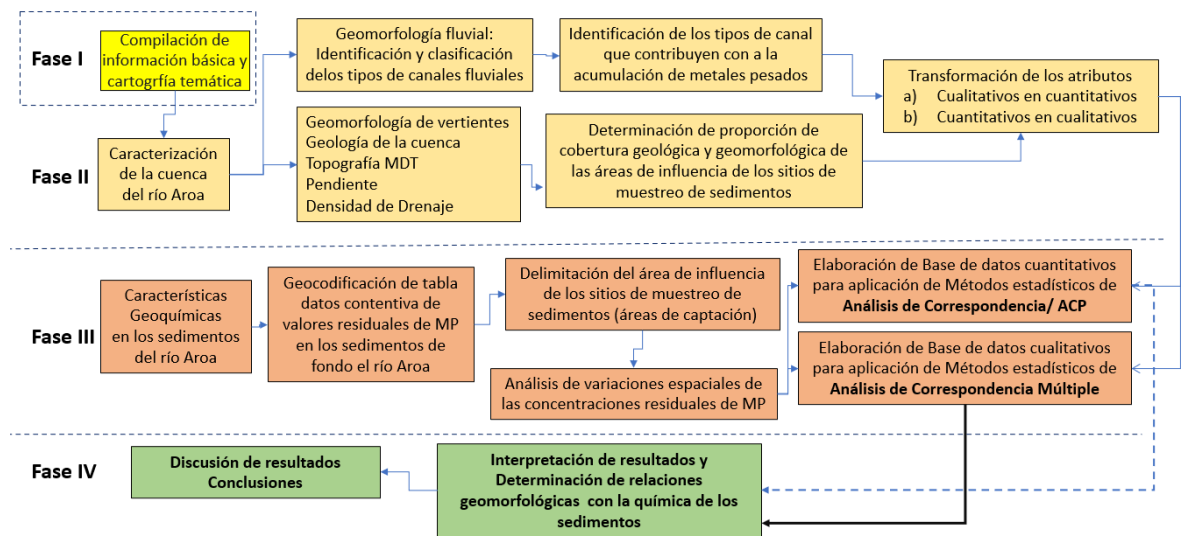 Fase I
Compilación de
información básica y
cartogrfía temática
Geomorfología fluvial:
Identificación y clasificación
delos tipos de canales fluviales
Identificación de los tipos de canal
que contribuyen con a la
acumulación de metales pesados
Transformación de los atributos
a) Cualitativos en cuantitativos
b) Cuantitativos en cualitativos
Fase II
Caracterización
de la cuenca
del río Aroa
Geomorfología de vertientes
Geología de la cuenca
Topografía MDT
Pendiente
Densidad de Drenaje
Determinación de proporción de
cobertura geológica y geomorfológica de
las áreas de influencia de los sitios de
muestreo de sedimentos
Fase III
Características
Geoquímicas
en los sedimentos
del río Aroa
Geocodificación de tabla
datos contentiva de
valores residuales de MP
en los sedimentos de
fondo el río Aroa
Delimitación del área de influencia
de los sitios de muestreo de
sedimentos (áreas de captación)
Análisis de variaciones espaciales de
las concentraciones residuales de MP
Elaboración de Base de datos cuantitativos
para aplicación de Métodos estadísticos de
Análisis de Correspondencia/ ACP
Elaboración de Base de datos cualitativos
para aplicación de Métodos estadísticos de
Análisis de Correspondencia Múltiple
Fase IV
Discusión de resultados
Conclusiones
Interpretación de resultados y
Determinación de relaciones
geomorfológicas con la química de los
sedimentos